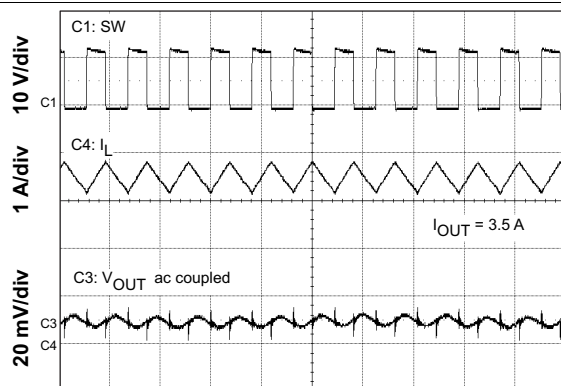 C1: SW
10 V/div
C1
C4: IL
1 A/div
IOUT = 3.5 A
C3: VOUT ac coupled
20 mV/div
C3
C4